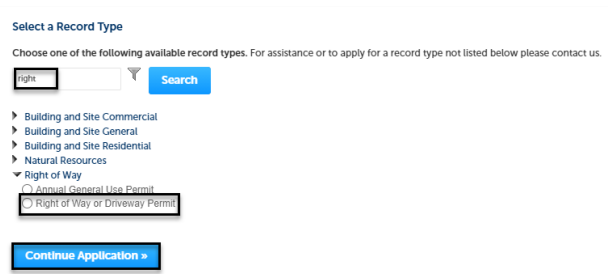 Select a Record Type
Choose one of the following available record types. For assistance or to apply for a record type not listed below please contact us.
right
Search
Building and Site Commercial
Building and Site General
Building and Site Residential
Natural Resources
Right of Way
Annual General Use Permit
Right of Way or Driveway Permit
Continue Application »